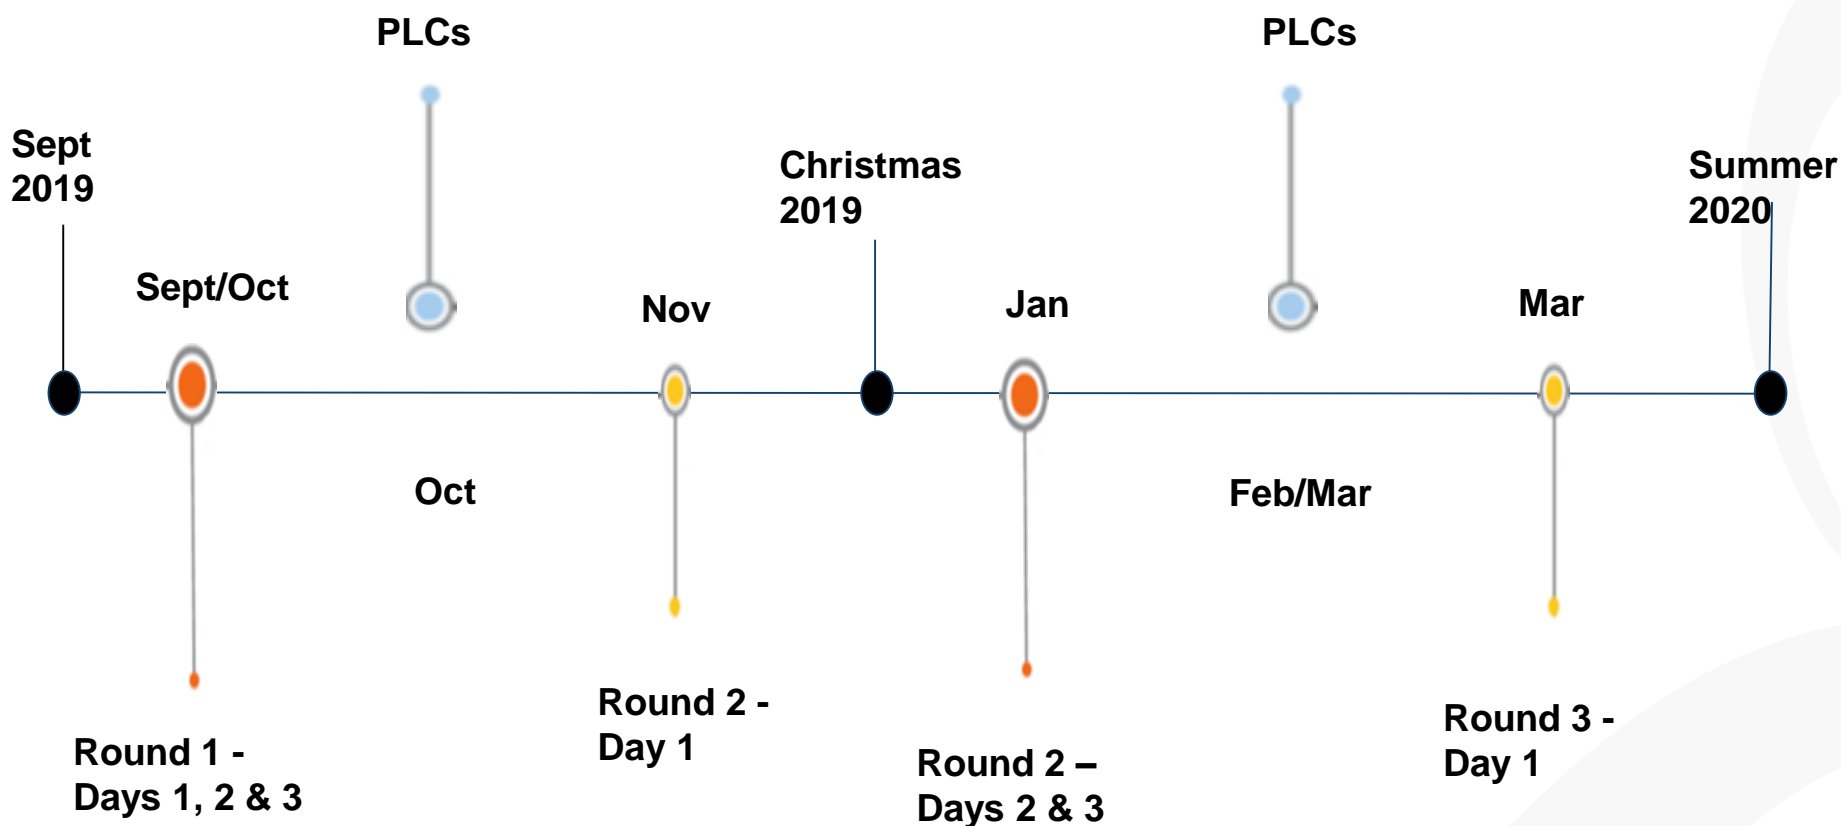 PLCs
PLCs
Sept
2019
Christmas
2019
Summer
2020
Sept/Oct
Nov
Jan
Mar
Oct
Feb/Mar
Round 1 -
Days 1, 2 & 3
Round 2 -
Day 1
Round 2 –
Days 2 & 3
Round 3 -
Day 1